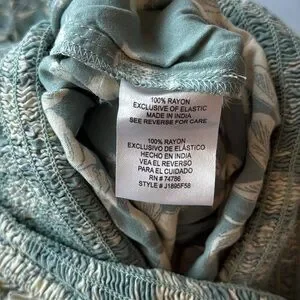 100% RAYON
EXCLUSIVE OF ELASTIC
MADE IN INDIA
SEE REVERSE FOR CARE
100% RAYON
EXCLUSIVO DE ELÁSTICO
HECHO EN INDIA
VEA EL REVERSO
PARA EL CUIDADO
RN # 74786
STYLE # J1895F58